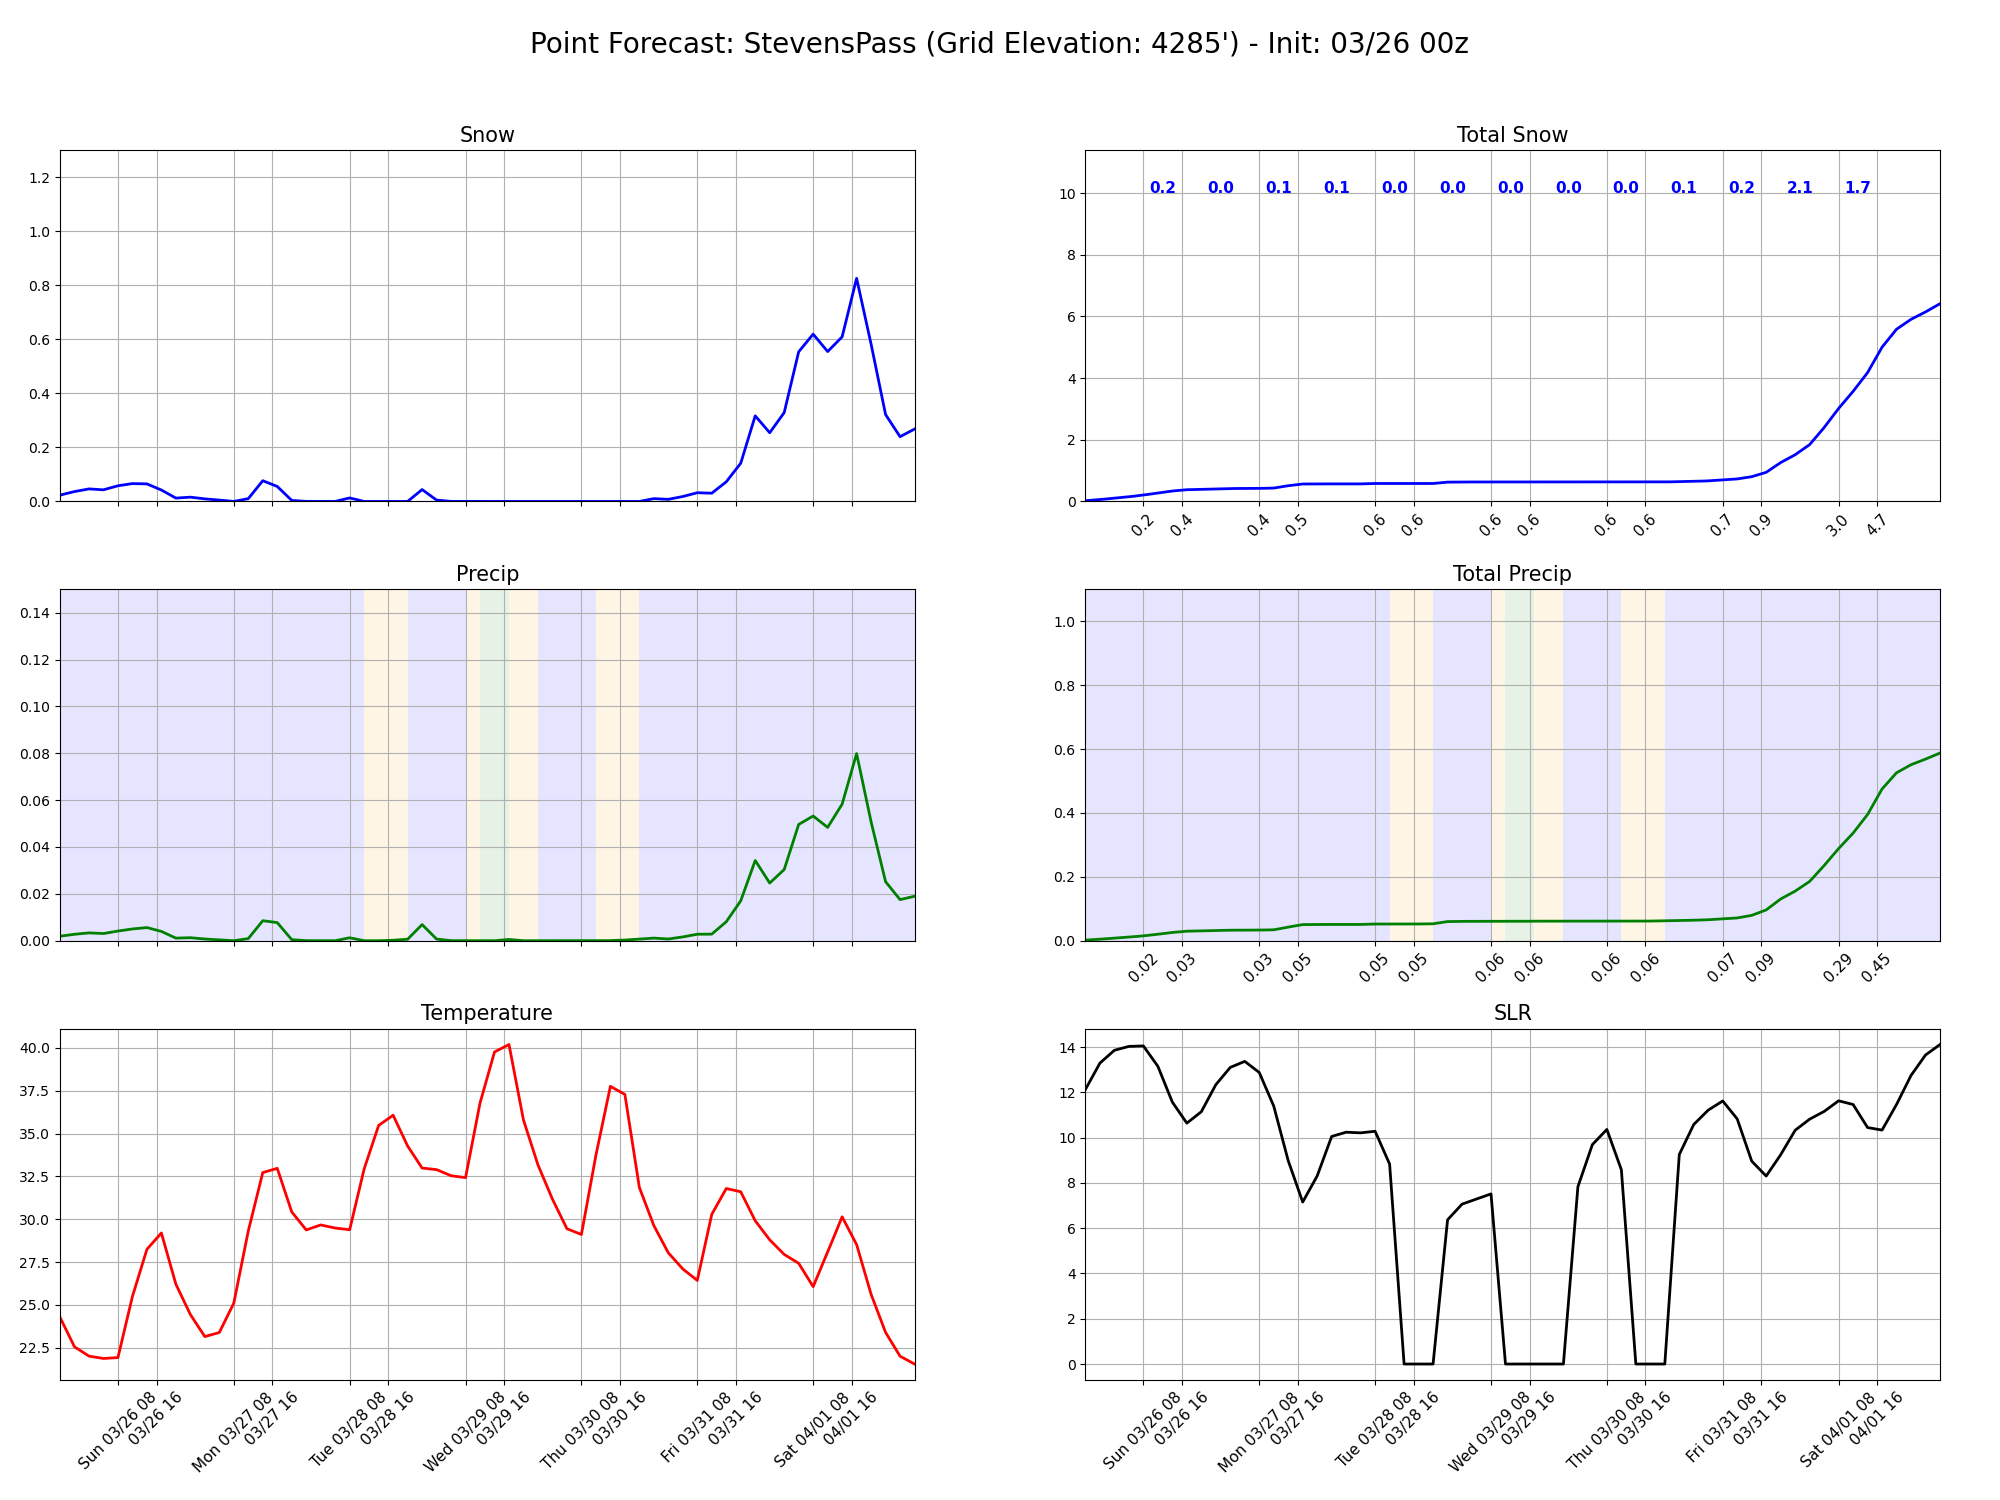 Point Forecast: StevensPass (Grid Elevation: 4285') - Init: 03/26 00z
Snow
1.2
1.0
0.8
0.6
0.4
0.2
0.0
Total Snow
10
8
6
4
2
0
0.2 0.0 0.1 0.1 0.0 0.0 0.0 0.0 0.0 0.1 0.2 2.1 1.7
0.2 0.4 0.4 0.5 0.6 0.6 0.6 0.6 0.6 0.6 0.7 0.9 3.0 4.7
Precip
0.14
0.12
0.10
0.08
0.06
0.04
0.02
0.00
Total Precip
1.0
0.8
0.6
0.4
0.2
0.0
0.02 0.03 0.03 0.05 0.05 0.05 0.06 0.06 0.06 0.06 0.07 0.09 0.29 0.45
Temperature
40.0
37.5
35.0
32.5
30.0
27.5
25.0
22.5
Sun 03/26 08
03/26 16
Mon 03/27 08
03/27 16
Tue 03/28 08
03/28 16
Wed 03/29 08
03/29 16
Thu 03/30 08
03/30 16
Fri 03/31 08
03/31 16
Sat 04/01 08
04/01 16
SLR
14
12
10
8
6
4
2
0
Sun 03/26 08
03/26 16
Mon 03/27 08
03/27 16
Tue 03/28 08
03/28 16
Wed 03/29 08
03/29 16
Thu 03/30 08
03/30 16
Fri 03/31 08
03/31 16
Sat 04/01 08
04/01 16